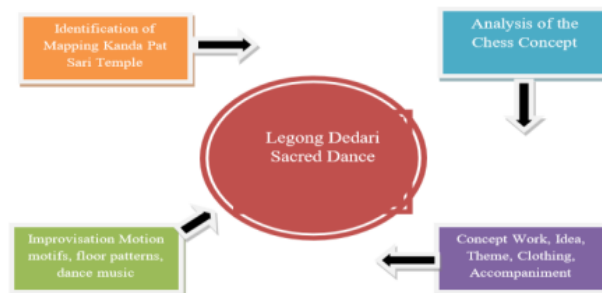 Identification of
Mapping Kanda Pat
Sari Temple
Analysis of the
Chess Concept
Legong Dedari
Sacred Dance
Improvisation Motion
motifs, floor patterns,
dance music
Concept Work, Idea,
Theme, Clothing,
Accompaniment